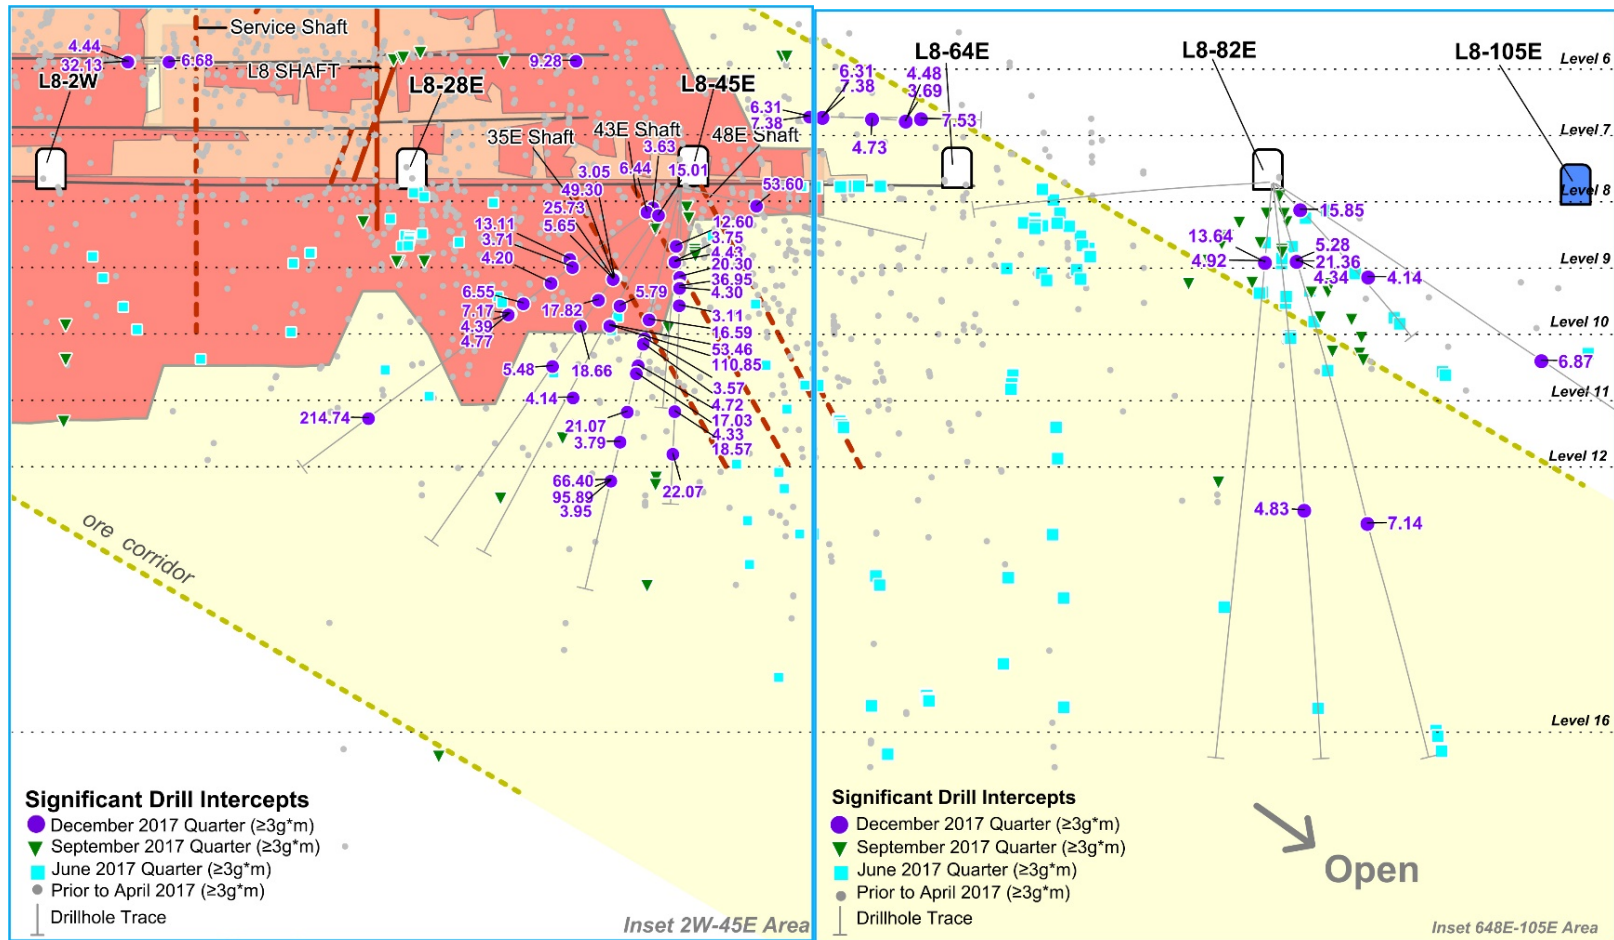 Service Shaft
4.44
32.13
6.68
L8-2W
L8 SHAFT
9.28
L8-28E
L8-45E
35E Shaft
43E Shaft
48E Shaft
3.63
6.44
15.01
53.60
3.05
49.30
25.73
5.65
13.11
3.71
4.20
6.55
7.17
4.39
4.77
17.82
5.79
12.60
3.75
4.43
20.30
36.95
4.30
3.11
16.59
53.46
110.85
3.57
4.72
17.03
4.33
18.57
5.48
18.66
4.14
214.74
21.07
3.79
66.40
95.89
3.95
22.07
ore corridor
Significant Drill Intercepts
December 2017 Quarter (≥3g*m)
September 2017 Quarter (≥3g*m)
June 2017 Quarter (≥3g*m)
Prior to April 2017 (≥3g*m)
Drillhole Trace
Inset 2W-45E Area
L8-64E
L8-82E
L8-105E
6.31
7.38
6.31
7.38
4.48
3.69
7.53
4.73
Level 6
Level 7
Level 8
15.85
13.64
4.92
5.28
21.36
4.34
4.14
Level 9
Level 10
6.87
Level 11
Level 12
4.83
7.14
Level 16
Significant Drill Intercepts
December 2017 Quarter (≥3g*m)
September 2017 Quarter (≥3g*m)
June 2017 Quarter (≥3g*m)
Prior to April 2017 (≥3g*m)
Drillhole Trace
Open
Inset 648E-105E Area